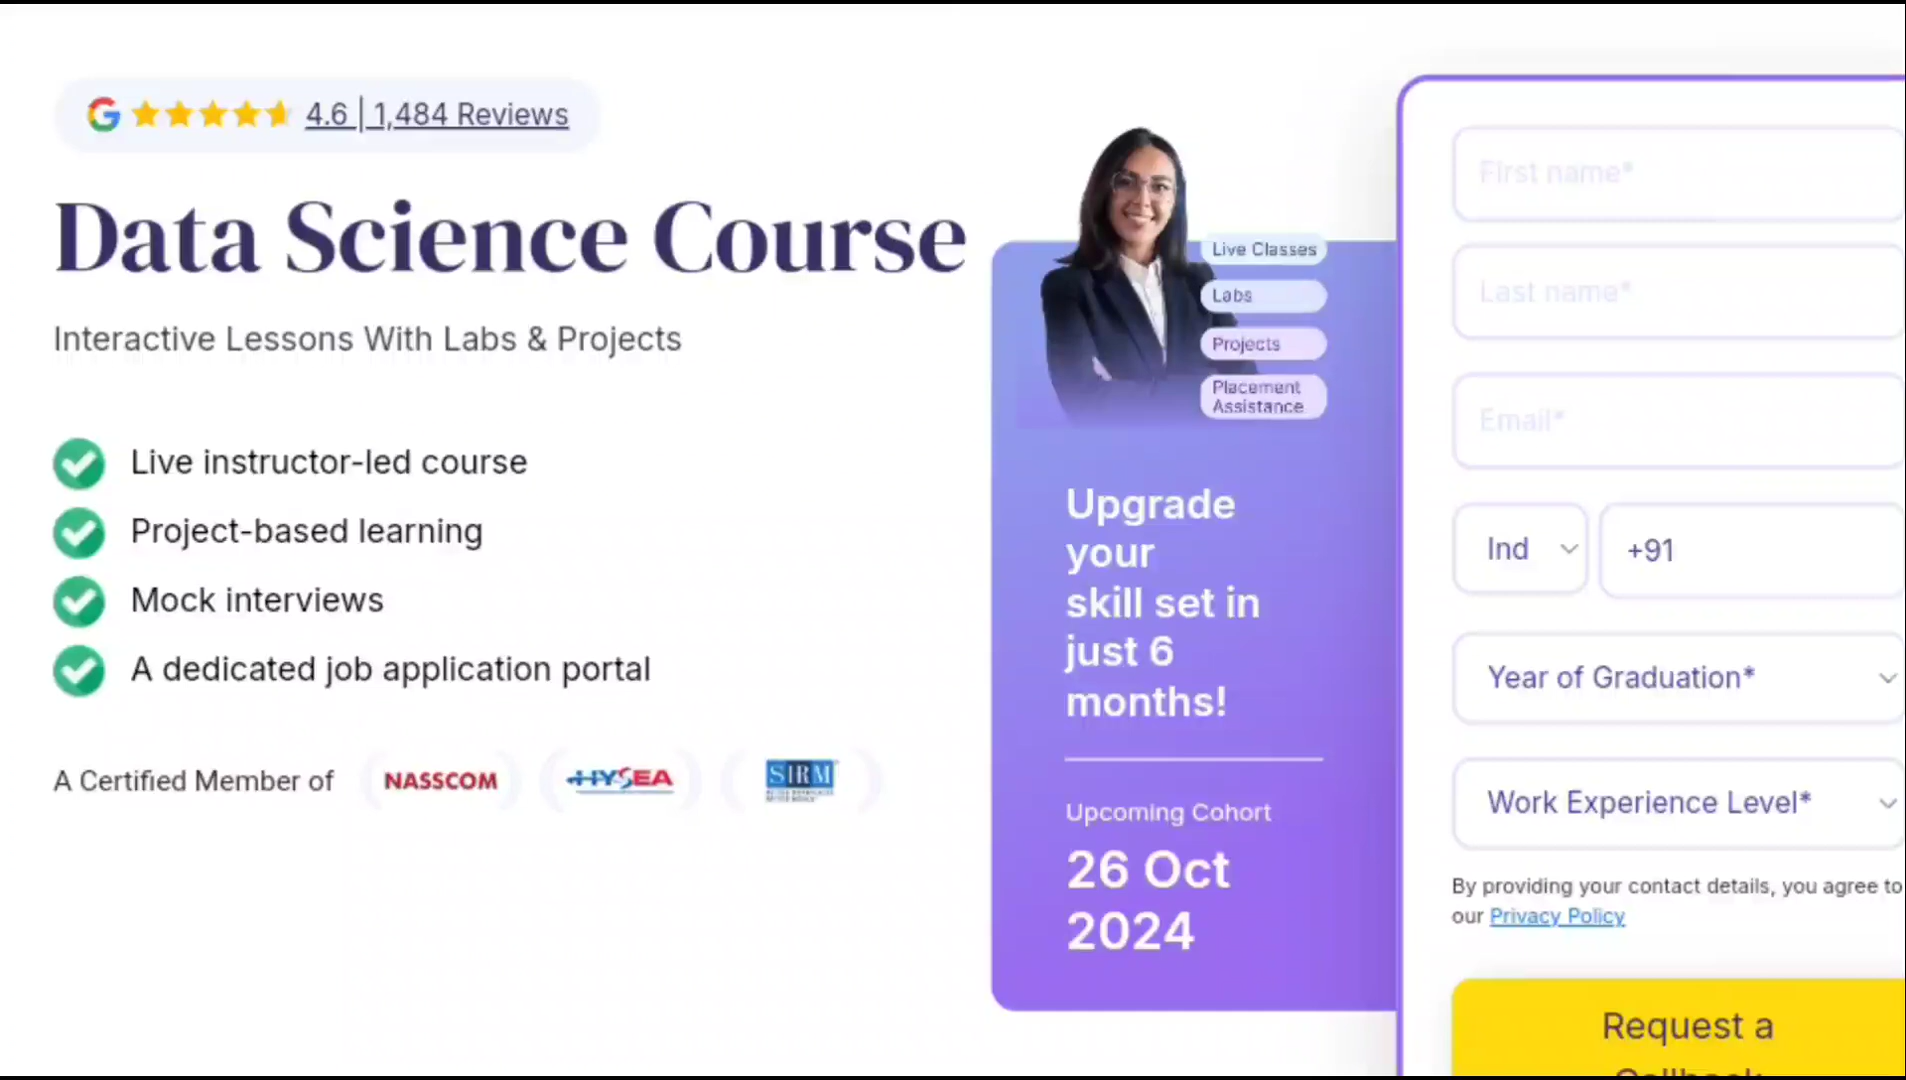 4.6 | 1,484 Reviews
Data Science Course
Interactive Lessons With Labs & Projects
Live instructor-led course
Project-based learning
Mock interviews
A dedicated job application portal
A Certified Member of
NASSCOM
HYSEA
SIRM
Live Classes
Labs
Projects
Placement
Assistance
Upgrade
your
skill set in
just 6
months!
Upcoming Cohort
26 Oct
2024
First name*
Last name*
Email*
Ind
+91
Year of Graduation*
Work Experience Level*
By providing your contact details, you agree to
our Privacy Policy
Request a
Callback